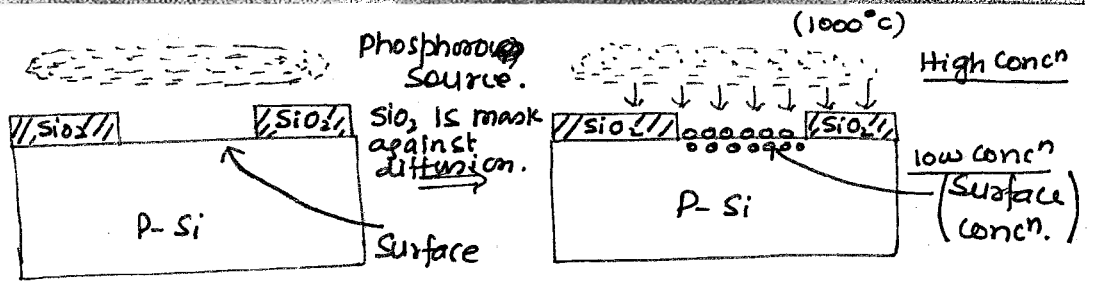 (1000°C)
Phosphorous
source.
High Concⁿ
SiO₂
SiO₂
SiO₂ is mask
against
diffusion.
SiO₂
SiO₂
low concⁿ
(Surface
concⁿ.)
P- Si
Surface
P- Si